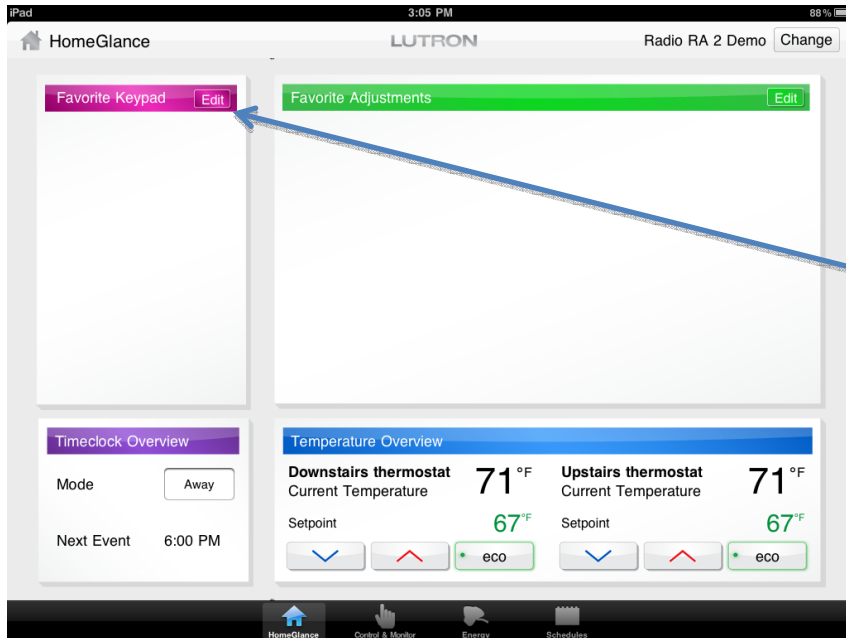 iPad 3:05 PM 88%
HomeGlance LUTRON Radio RA 2 Demo Change
Favorite Keypad Edit
Favorite Adjustments Edit
Timeclock Overview
Mode Away
Next Event 6:00 PM
Temperature Overview
Downstairs thermostat 71°F
Current Temperature
Setpoint 67°F
eco
Upstairs thermostat 71°F
Current Temperature
Setpoint 67°F
eco
HomeGlance Control & Monitor Energy Schedules